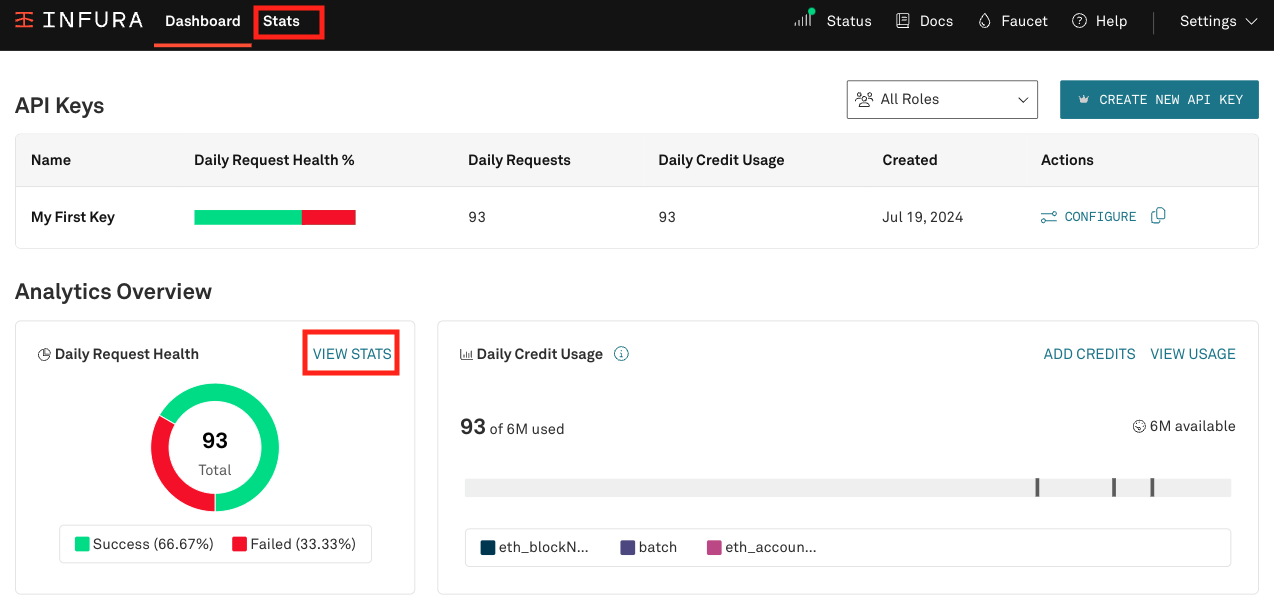 INFURA Dashboard Stats Status Docs Faucet Help Settings
API Keys All Roles CREATE NEW API KEY
Name Daily Request Health % Daily Requests Daily Credit Usage Created Actions
My First Key 93 93 Jul 19, 2024 CONFIGURE
Analytics Overview
Daily Request Health VIEW STATS
93
Total
Success (66.67%) Failed (33.33%)
Daily Credit Usage ADD CREDITS VIEW USAGE
93 of 6M used 6M available
eth_blockN... batch eth_accoun...